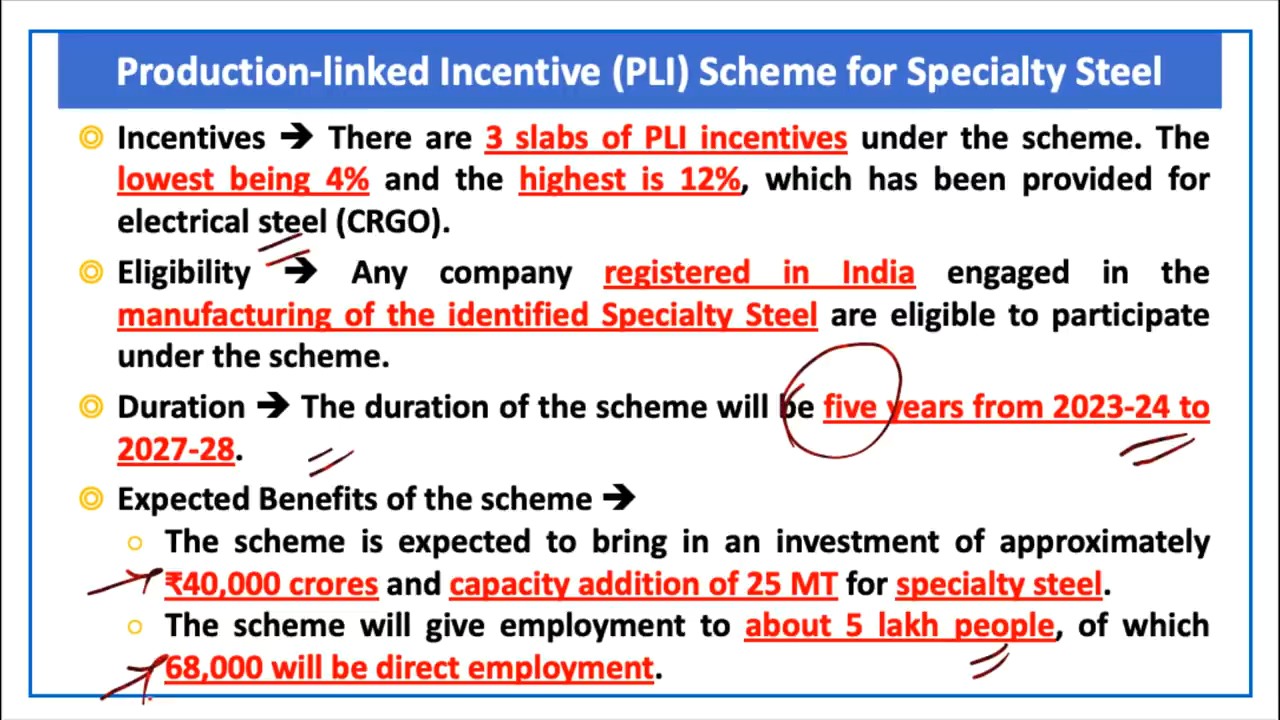 Production-linked Incentive (PLI) Scheme for Specialty Steel
Incentives → There are 3 slabs of PLI incentives under the scheme. The
lowest being 4% and the highest is 12%, which has been provided for
electrical steel (CRGO).
Eligibility → Any company registered in India engaged in the
manufacturing of the identified Specialty Steel are eligible to participate
under the scheme.
Duration → The duration of the scheme will be five years from 2023-24 to
2027-28.
Expected Benefits of the scheme →
The scheme is expected to bring in an investment of approximately
₹40,000 crores and capacity addition of 25 MT for specialty steel.
The scheme will give employment to about 5 lakh people, of which
68,000 will be direct employment.